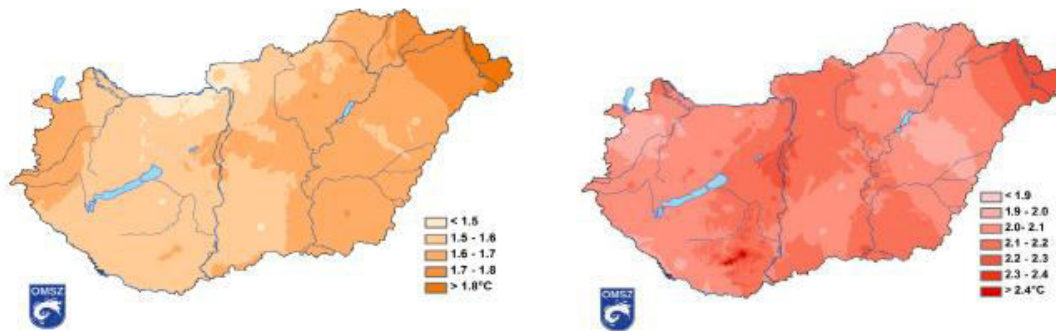 < 1.5
1.5 - 1.6
1.6 - 1.7
1.7 - 1.8
> 1.8°C
OMSZ
< 1.9
1.9 - 2.0
2.0- 2.1
2.1 - 2.2
2.2 - 2.3
2.3 - 2.4
> 2.4°C
OMSZ